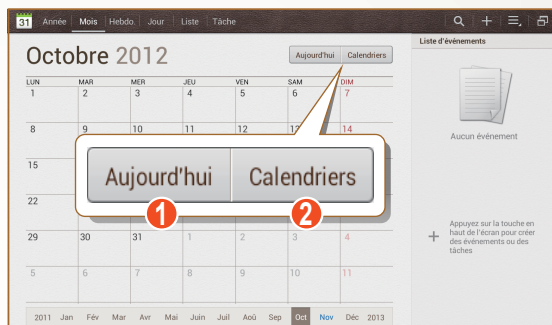 31 Année Mois Hebdo. Jour Liste Tâche
Liste d'événements
Octobre 2012
Aujourd'hui Calendriers
LUN MAR MER JEU VEN SAM DIM
1 2 3 4 5 6 7
8 9 10 11 12 13 14
Aucun événement
15
Aujourd'hui Calendriers
1 2
22
Appuyez sur la touche en
haut de l'écran pour créer
des événements ou des
tâches
29 30 31 1 2 3 4
5 6 7 8 9 10 11
2011 Jan Fév Mar Avr Mai Juin Juil Aoû Sep Oct Nov Déc 2013